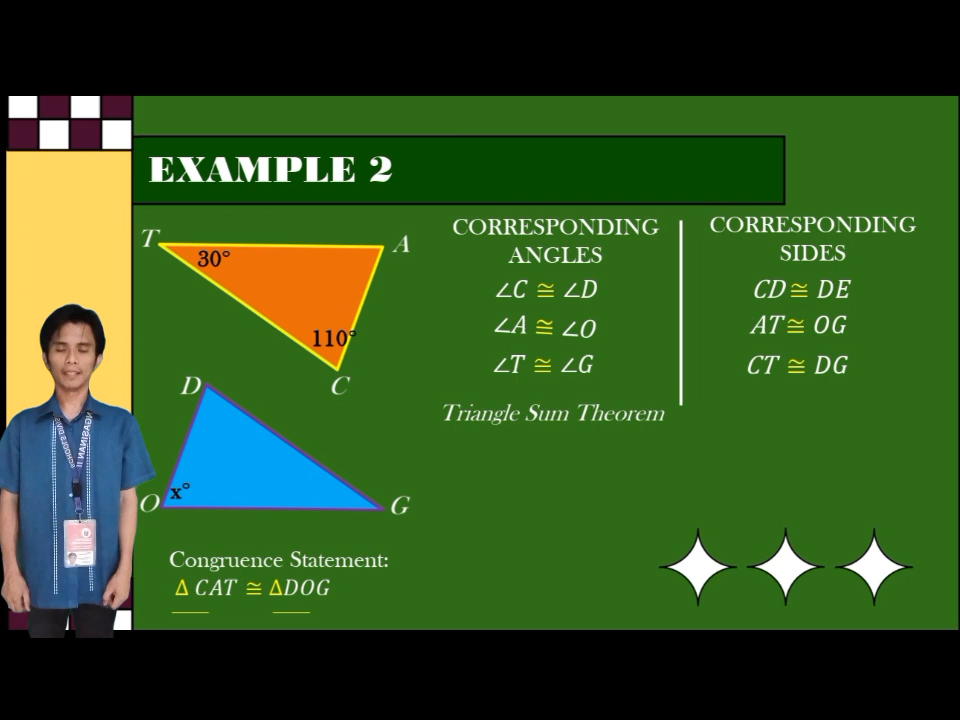 EXAMPLE 2
T
A
30°
110°
C
D
O
x°
G
Congruence Statement:
Δ CAT ≅ ΔDOG
CORRESPONDING
ANGLES
∠C ≅ ∠D
∠A ≅ ∠O
∠T ≅ ∠G
Triangle Sum Theorem
CORRESPONDING
SIDES
CD ≅ DE
AT ≅ OG
CT ≅ DG